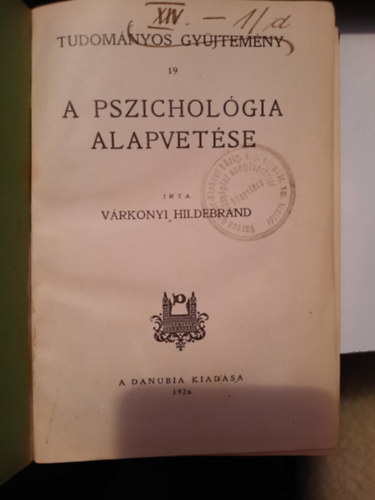 XIV. - 1/a
TUDOMÁNYOS GYŰJTEMÉNY
19
A PSZICHOLÓGIA
ALAPVETÉSE
IRTA
VÁRKONYI HILDEBRAND
A DANUBIA KIADÁSA
1926